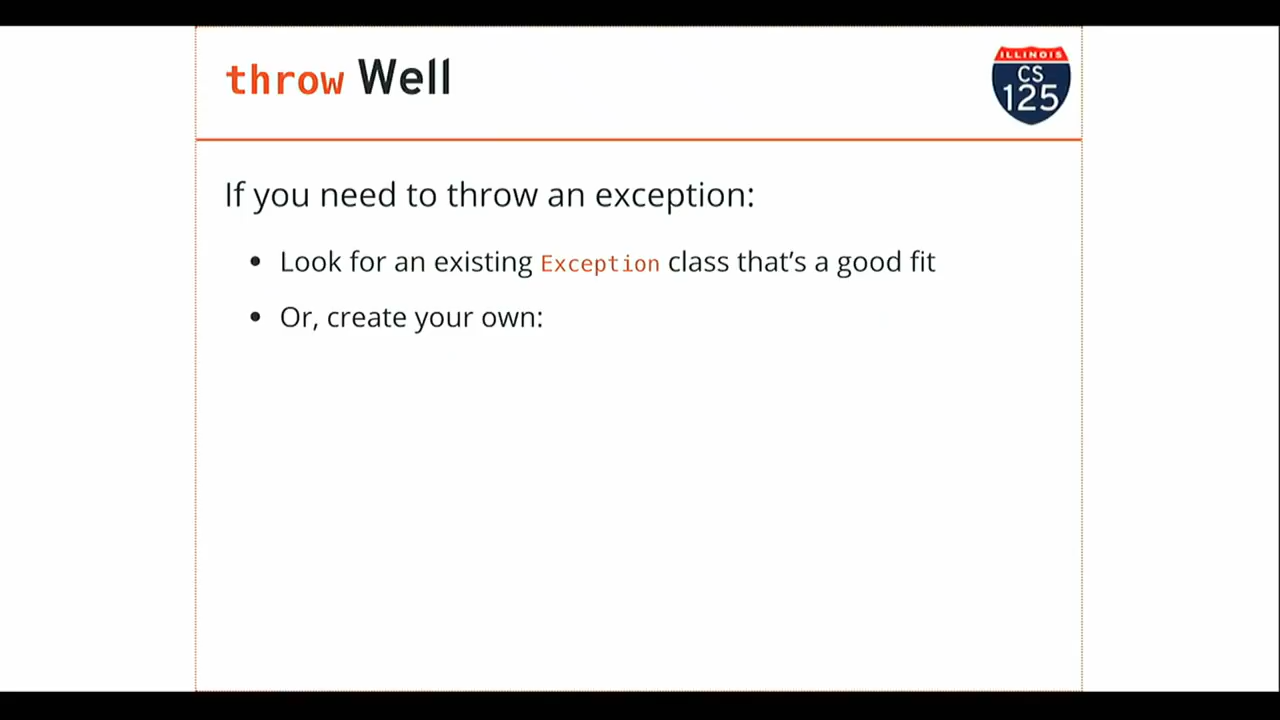 throw Well
ILLINOIS
CS
125
If you need to throw an exception:
• Look for an existing Exception class that's a good fit
• Or, create your own: